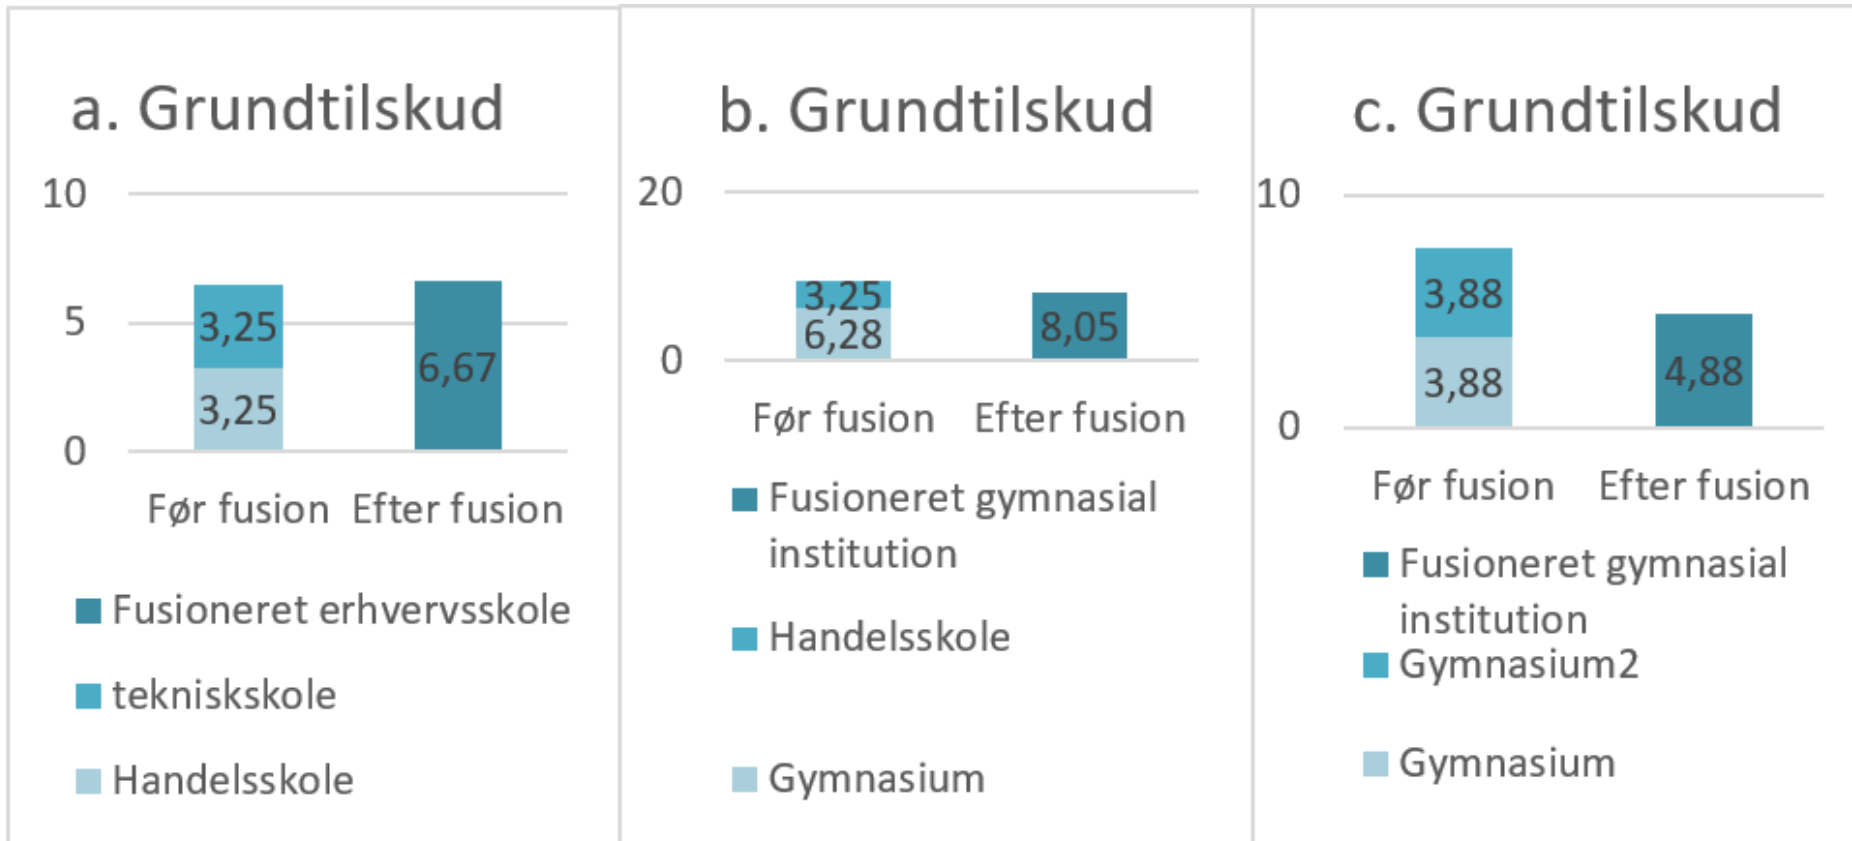 a. Grundtilskud
10
5
0
3,25
3,25
6,67
Før fusion
Efter fusion
Fusioneret erhvervsskole
tekniskskole
Handelsskole
b. Grundtilskud
20
0
3,25
6,28
8,05
Før fusion
Efter fusion
Fusioneret gymnasial
institution
Handelsskole
Gymnasium
c. Grundtilskud
10
0
3,88
3,88
4,88
Før fusion
Efter fusion
Fusioneret gymnasial
institution
Gymnasium2
Gymnasium